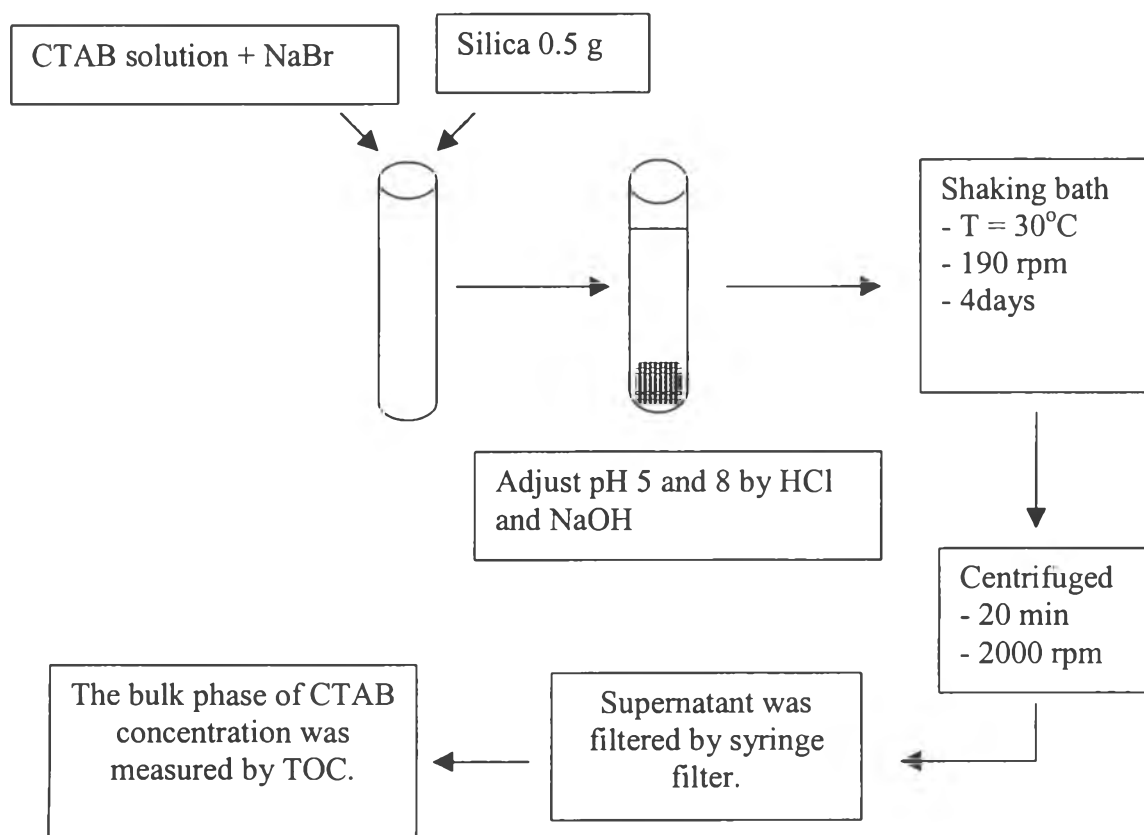 CTAB solution + NaBr
Silica 0.5 g
Shaking bath
- T = 30°C
- 190 rpm
- 4days
Adjust pH 5 and 8 by HCl
and NaOH
Centrifuged
- 20 min
- 2000 rpm
Supernatant was
filtered by syringe
filter.
The bulk phase of CTAB
concentration was
measured by TOC.